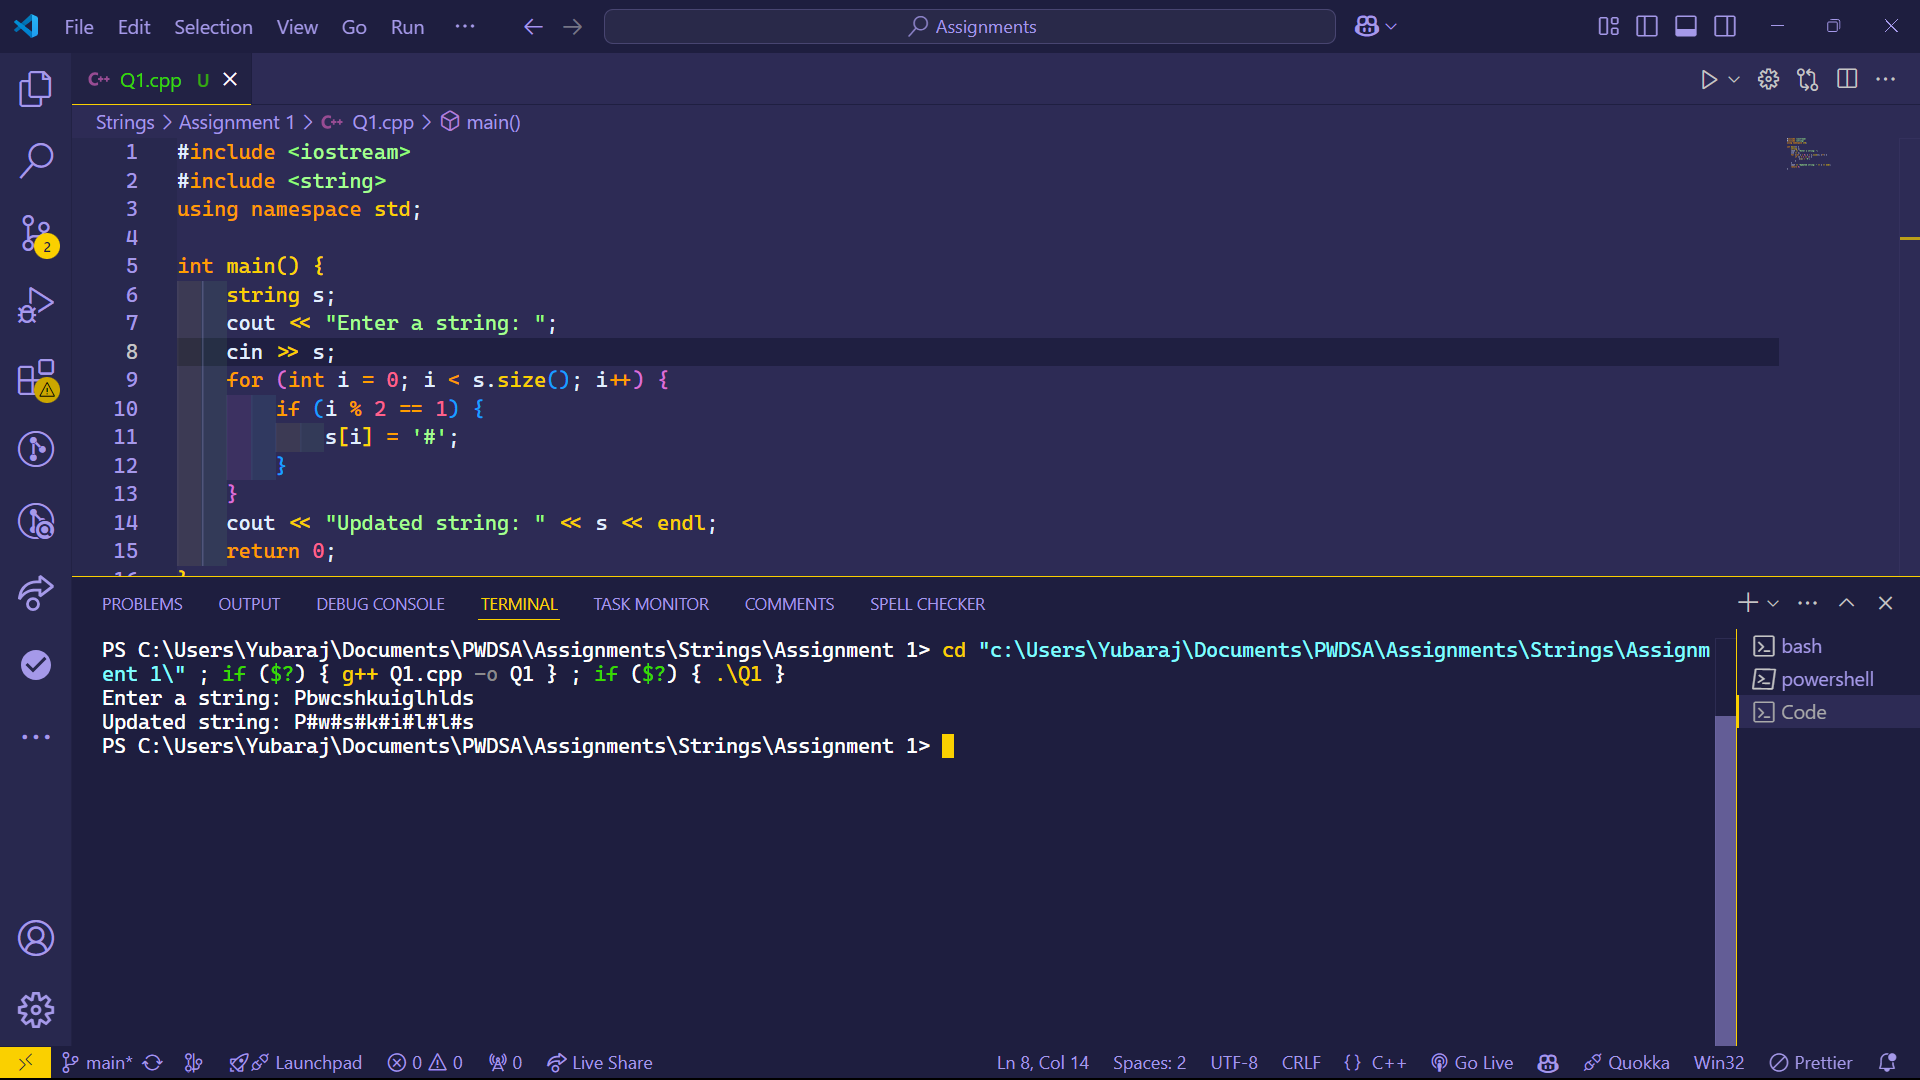 File Edit Selection View Go Run ··· Assignments
C++ Q1.cpp U
Strings > Assignment 1 > C++ Q1.cpp > main()
1 #include <iostream>
2 #include <string>
3 using namespace std;
4
5 int main() {
6 string s;
7 cout << "Enter a string: ";
8 cin >> s;
9 for (int i = 0; i < s.size(); i++) {
10 if (i % 2 == 1) {
11 s[i] = '#';
12 }
13 }
14 cout << "Updated string: " << s << endl;
15 return 0;
2
PROBLEMS OUTPUT DEBUG CONSOLE TERMINAL TASK MONITOR COMMENTS SPELL CHECKER
PS C:\Users\Yubaraj\Documents\PWDSA\Assignments\Strings\Assignment 1> cd "c:\Users\Yubaraj\Documents\PWDSA\Assignments\Strings\Assignm
ent 1\" ; if ($?) { g++ Q1.cpp -o Q1 } ; if ($?) { .\Q1 }
Enter a string: Pbwcshkuiglhlds
Updated string: P#w#s#k#i#l#l#s
PS C:\Users\Yubaraj\Documents\PWDSA\Assignments\Strings\Assignment 1>
bash
powershell
Code
main* Launchpad 0 0 0 Live Share Ln 8, Col 14 Spaces: 2 UTF-8 CRLF {} C++ Go Live Quokka Win32 Prettier